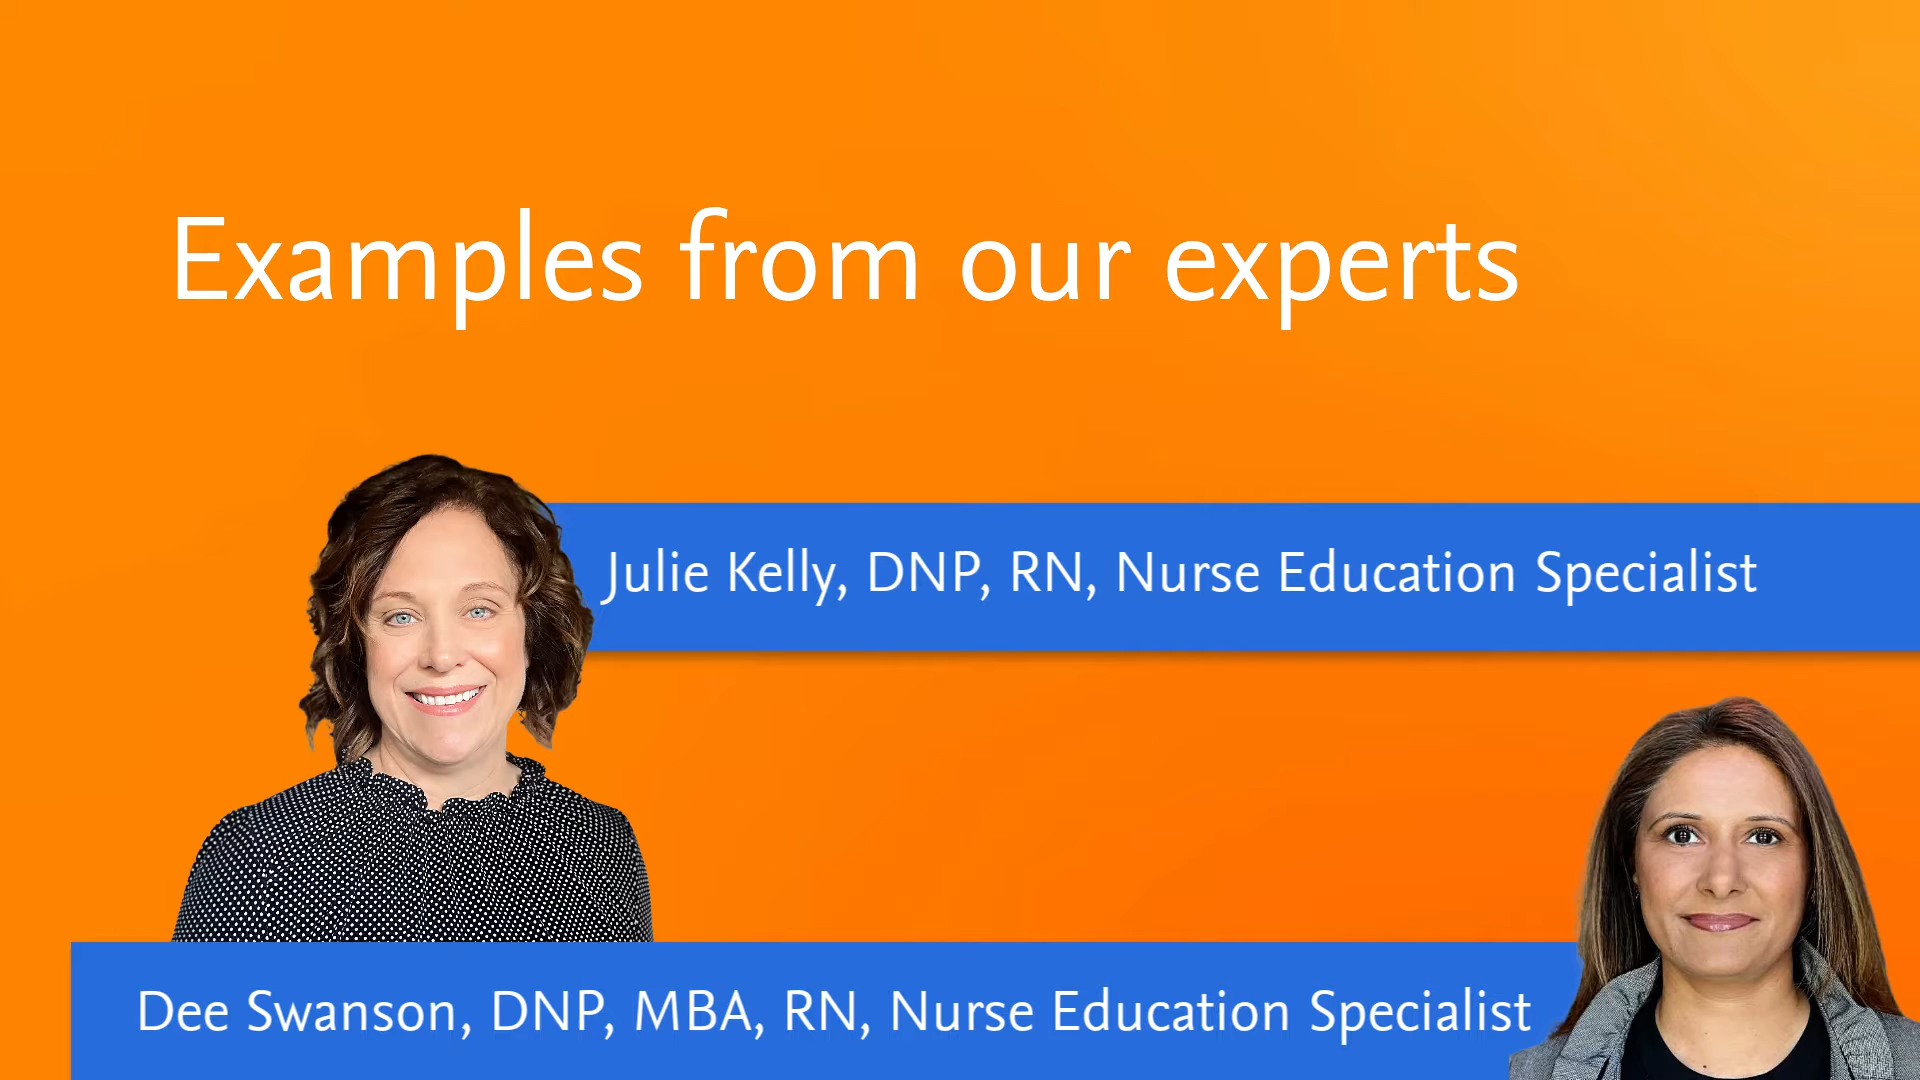 Examples from our experts
Julie Kelly, DNP, RN, Nurse Education Specialist
Dee Swanson, DNP, MBA, RN, Nurse Education Specialist